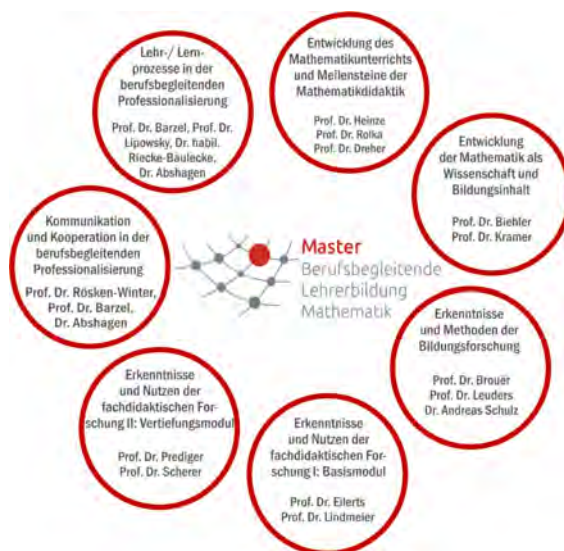 Lehr-/ Lern-
prozesse in der
berufsbegleitenden
Professionalisierung
Prof. Dr. Barzel, Prof. Dr.
Lipowsky, Dr. habil.
Riecke-Baulecke,
Dr. Abshagen
Entwicklung des
Mathematikunterrichts
und Meilensteine der
Mathematikdidaktik
Prof. Dr. Heinze
Prof. Dr. Rolka
Prof. Dr. Dreher
Entwicklung
der Mathematik als
Wissenschaft und
Bildungsinhalt
Prof. Dr. Biehler
Prof. Dr. Kramer
Kommunikation
und Kooperation in der
berufsbegleitenden
Professionalisierung
Prof. Dr. Rösken-Winter,
Prof. Dr. Barzel,
Dr. Abshagen
Master
Berufsbegleitende
Lehrerbildung
Mathematik
Erkenntnisse
und Methoden der
Bildungsforschung
Prof. Dr. Brouer
Prof. Dr. Leuders
Dr. Andreas Schulz
Erkenntnisse
und Nutzen der
fachdidaktischen For-
schung II: Vertiefungsmodul
Prof. Dr. Prediger
Prof. Dr. Scherer
Erkenntnisse
und Nutzen der
fachdidaktischen For-
schung I: Basismodul
Prof. Dr. Eilerts
Prof. Dr. Lindmeier